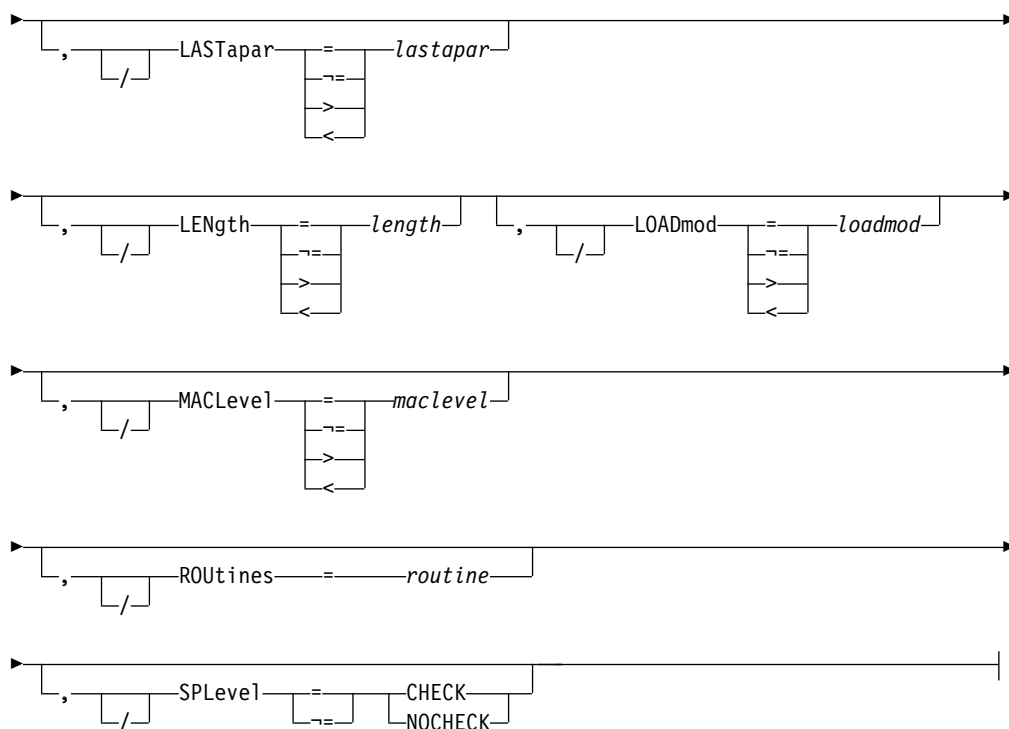 , / LASTapar = lastapar
¬=
>
<
, / LENgth = length , / LOADmod = loadmod
¬= ¬=
> >
< <
, / MACLevel = maclevel
¬=
>
<
, / ROUtines = routine
, / SPLevel = CHECK
¬= NOCHECK